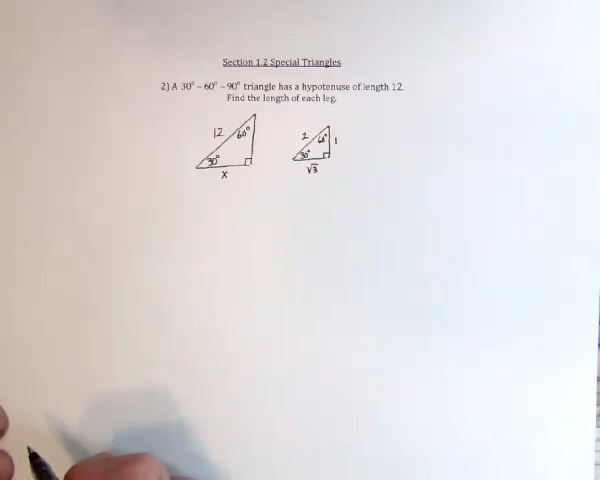 Section 1.2 Special Triangles
2) A 30° – 60° – 90° triangle has a hypotenuse of length 12.
Find the length of each leg.
12 60°
30°
x
2 60° 1
30°
√3